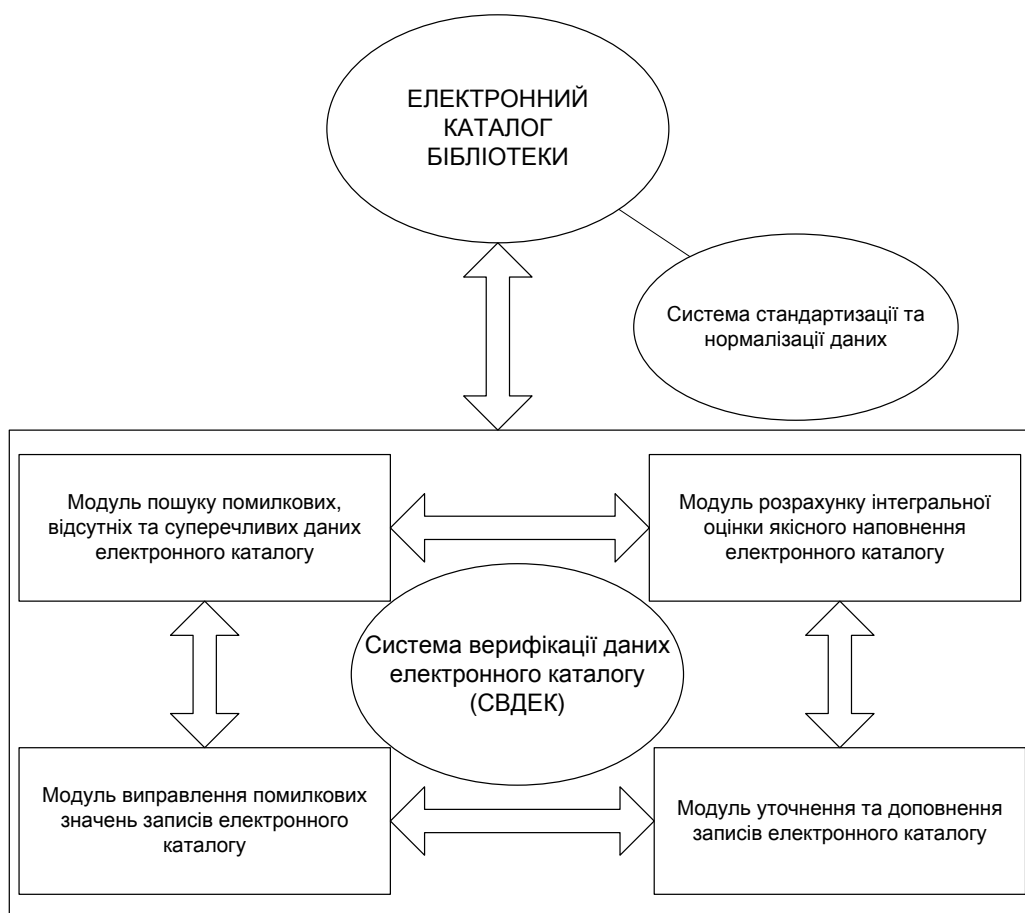 ЕЛЕКТРОННИЙ
КАТАЛОГ
БІБЛІОТЕКИ
Система стандартизації та
нормалізації даних
Модуль пошуку помилкових,
відсутніх та суперечливих даних
електронного каталогу
Модуль розрахунку інтегральної
оцінки якісного наповнення
електронного каталогу
Система верифікації даних
електронного каталогу
(СВДЕК)
Модуль виправлення помилкових
значень записів електронного
каталогу
Модуль уточнення та доповнення
записів електронного каталогу